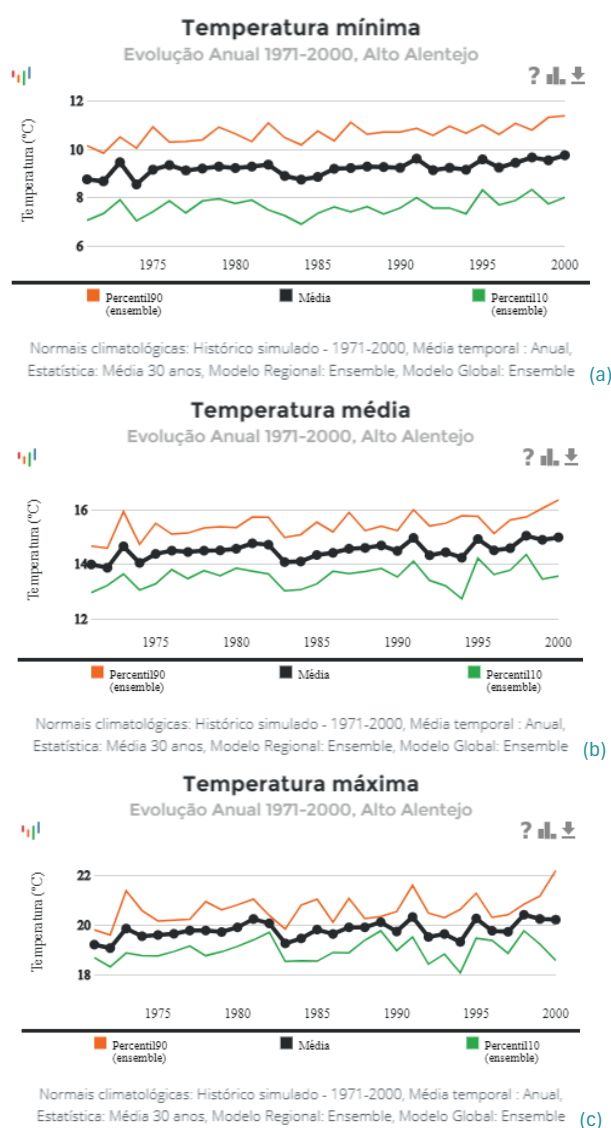 Temperatura mínima
Evolução Anual 1971-2000, Alto Alentejo
?
Temperatura (°C)
12
10
8
6
1975 1980 1985 1990 1995 2000
Percentil90 (ensemble)
Média
Percentil10 (ensemble)
Normais climatológicas: Histórico simulado - 1971-2000, Média temporal : Anual,
Estatística: Média 30 anos, Modelo Regional: Ensemble, Modelo Global: Ensemble (a)
Temperatura média
Evolução Anual 1971-2000, Alto Alentejo
?
Temperatura (°C)
16
14
12
1975 1980 1985 1990 1995 2000
Percentil90 (ensemble)
Média
Percentil10 (ensemble)
Normais climatológicas: Histórico simulado - 1971-2000, Média temporal : Anual,
Estatística: Média 30 anos, Modelo Regional: Ensemble, Modelo Global: Ensemble (b)
Temperatura máxima
Evolução Anual 1971-2000, Alto Alentejo
?
Temperatura (°C)
22
20
18
1975 1980 1985 1990 1995 2000
Percentil90 (ensemble)
Média
Percentil10 (ensemble)
Normais climatológicas: Histórico simulado - 1971-2000, Média temporal : Anual,
Estatística: Média 30 anos, Modelo Regional: Ensemble, Modelo Global: Ensemble (c)